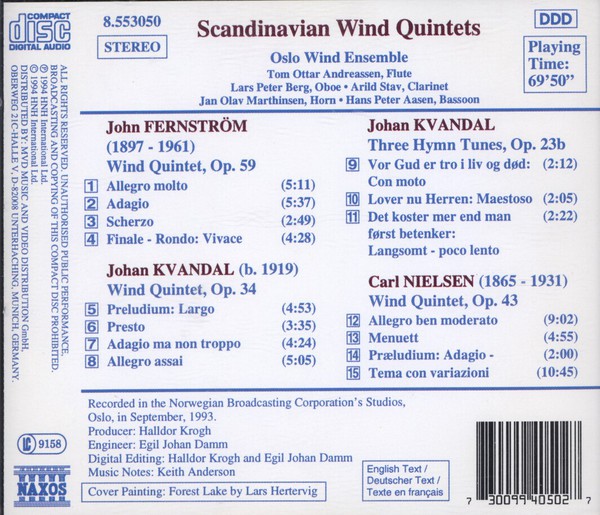 COMPACT
disc
DIGITAL AUDIO
8.553050
STEREO
Scandinavian Wind Quintets
Oslo Wind Ensemble
Tom Ottar Andreassen, Flute
Lars Peter Berg, Oboe • Arild Stav, Clarinet
Jan Olav Marthinsen, Horn • Hans Peter Aasen, Bassoon
DDD
Playing
Time:
69'50"
ALL RIGHTS RESERVED. UNAUTHORISED PUBLIC PERFORMANCE,
BROADCASTING AND COPYING OF THIS COMPACT DISC PROHIBITED.
℗ 1994 HNH International Ltd.
© 1994 HNH International Ltd.
DISTRIBUTED BY: MVD MUSIC AND VIDEO DISTRIBUTION GmbH,
OBERWEG 21C-HALLE V, D-82008 UNTERHACHING, MUNICH, GERMANY.
John FERNSTRÖM
(1897 - 1961)
Wind Quintet, Op. 59
1 Allegro molto (5:11)
2 Adagio (5:37)
3 Scherzo (2:49)
4 Finale - Rondo: Vivace (4:28)
Johan KVANDAL (b. 1919)
Wind Quintet, Op. 34
5 Preludium: Largo (4:53)
6 Presto (3:35)
7 Adagio ma non troppo (4:24)
8 Allegro assai (5:05)
Johan KVANDAL
Three Hymn Tunes, Op. 23b
9 Vor Gud er tro i liv og død: (2:12)
Con moto
10 Lover nu Herren: Maestoso (2:05)
11 Det koster mer end man (2:22)
først betenker:
Langsomt - poco lento
Carl NIELSEN (1865 - 1931)
Wind Quintet, Op. 43
12 Allegro ben moderato (9:02)
13 Menuett (4:55)
14 Præludium: Adagio - (2:00)
15 Tema con variazioni (10:45)
Recorded in the Norwegian Broadcasting Corporation's Studios,
Oslo, in September, 1993.
Producer: Halldor Krogh
Engineer: Egil Johan Damm
Digital Editing: Halldor Krogh and Egil Johan Damm
Music Notes: Keith Anderson
Cover Painting: Forest Lake by Lars Hertervig
LC 9158
NAXOS
English Text /
Deutscher Text /
Texte en français
7 30099 40502 7